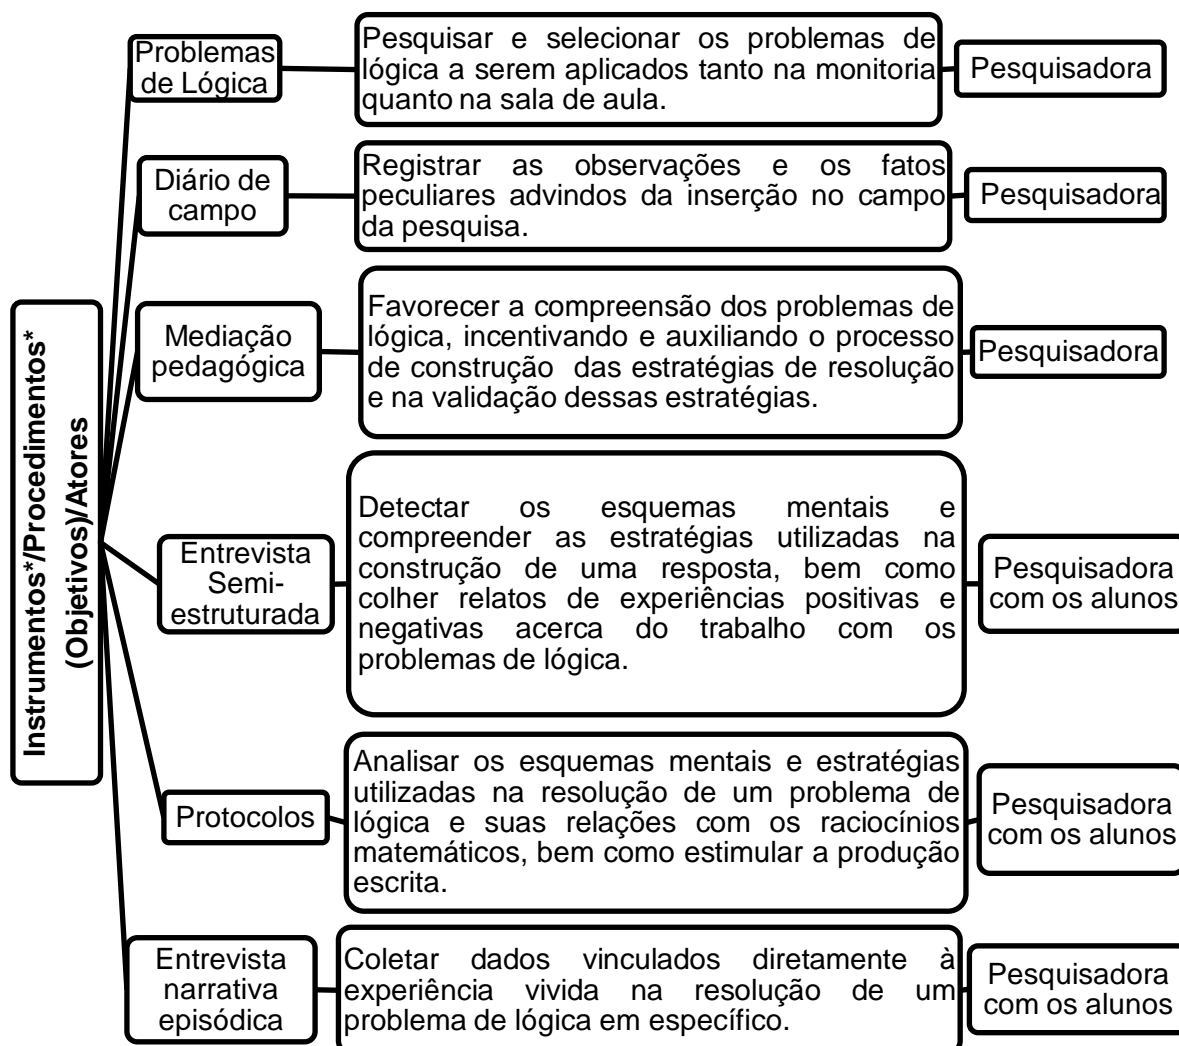 Instrumentos*/Procedimentos*
(Objetivos)/Atores
Problemas
de Lógica
Pesquisar e selecionar os problemas de
lógica a serem aplicados tanto na monitoria
quanto na sala de aula.
Pesquisadora
Diário de
campo
Registrar as observações e os fatos
peculiares advindos da inserção no campo
da pesquisa.
Pesquisadora
Mediação
pedagógica
Favorecer a compreensão dos problemas de
lógica, incentivando e auxiliando o processo
de construção das estratégias de resolução
e na validação dessas estratégias.
Pesquisadora
Entrevista
Semi-
estruturada
Detectar os esquemas mentais e
compreender as estratégias utilizadas na
construção de uma resposta, bem como
colher relatos de experiências positivas e
negativas acerca do trabalho com os
problemas de lógica.
Pesquisadora
com os alunos
Protocolos
Analisar os esquemas mentais e estratégias
utilizadas na resolução de um problema de
lógica e suas relações com os raciocínios
matemáticos, bem como estimular a produção
escrita.
Pesquisadora
com os alunos
Entrevista
narrativa
episódica
Coletar dados vinculados diretamente à
experiência vivida na resolução de um
problema de lógica em específico.
Pesquisadora
com os alunos